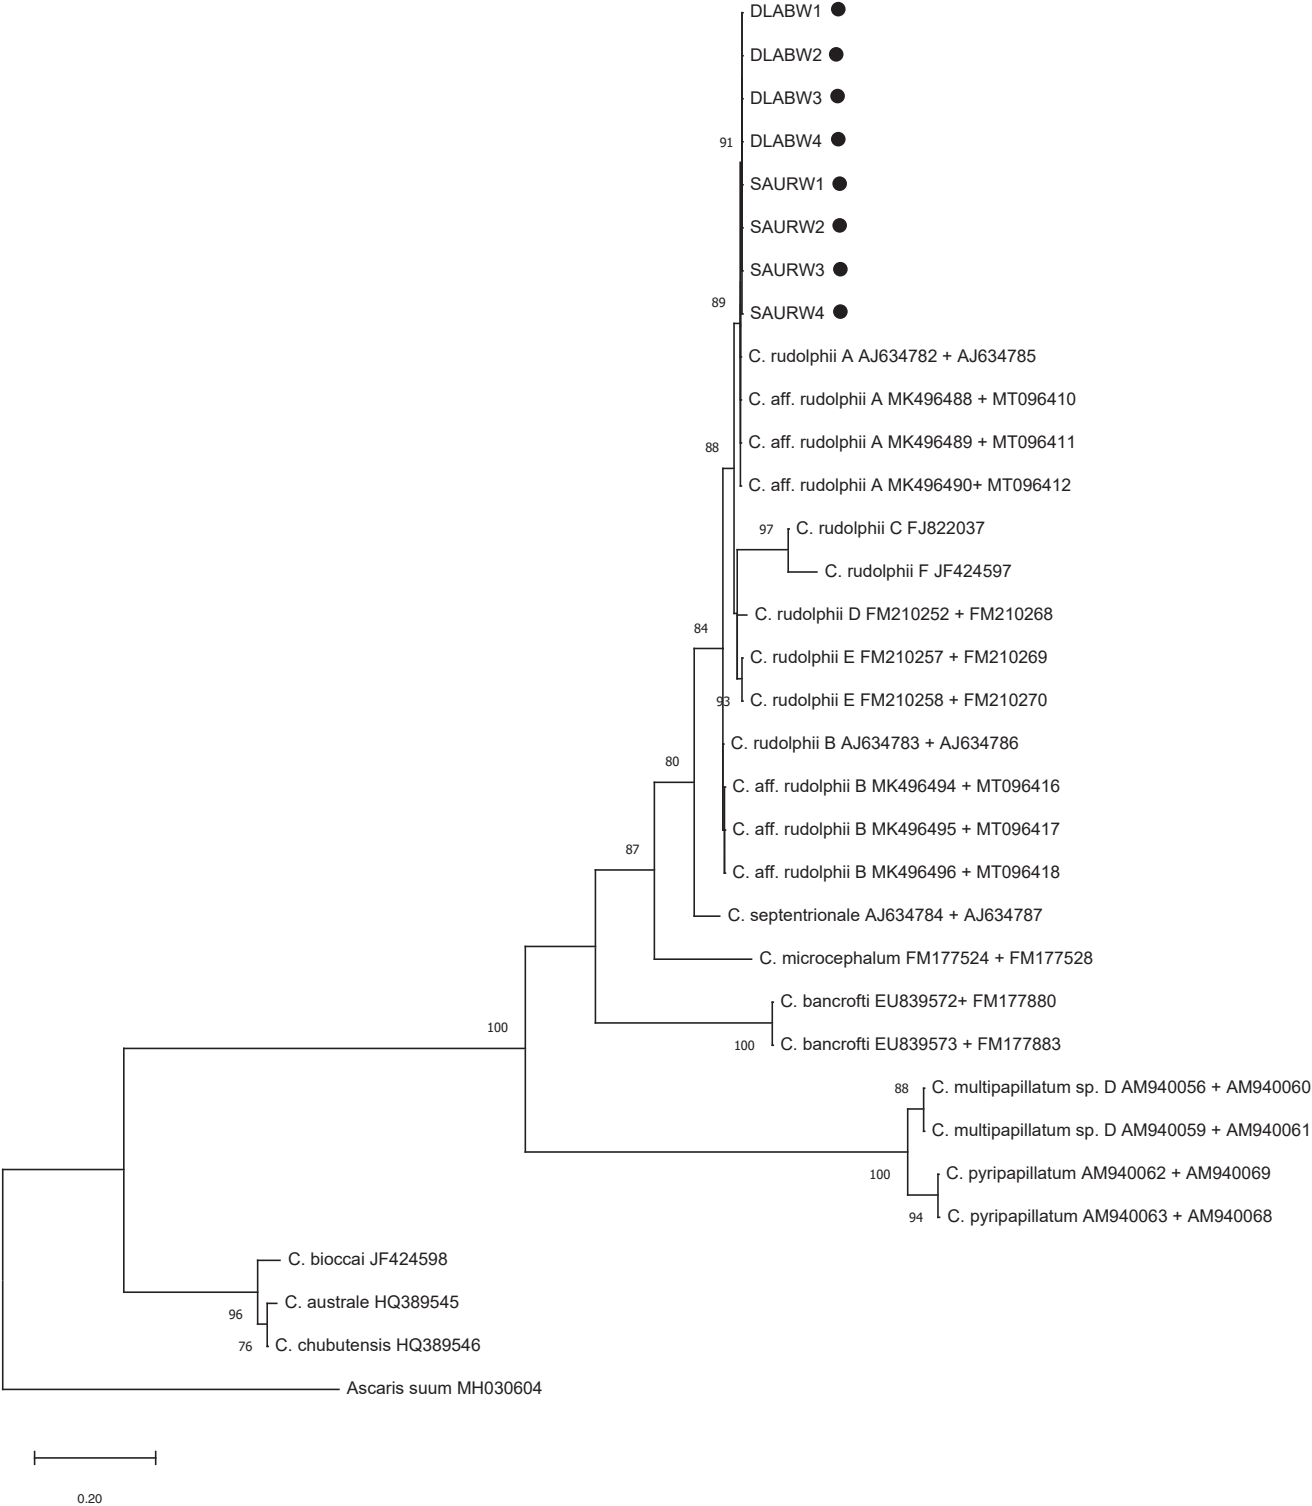 DLABW1
DLABW2
DLABW3
91
DLABW4
SAURW1
SAURW2
SAURW3
89
SAURW4
C. rudolphii A AJ634782 + AJ634785
C. aff. rudolphii A MK496488 + MT096410
88
C. aff. rudolphii A MK496489 + MT096411
C. aff. rudolphii A MK496490+ MT096412
97
C. rudolphii C FJ822037
C. rudolphii F JF424597
C. rudolphii D FM210252 + FM210268
84
C. rudolphii E FM210257 + FM210269
93
C. rudolphii E FM210258 + FM210270
C. rudolphii B AJ634783 + AJ634786
80
C. aff. rudolphii B MK496494 + MT096416
C. aff. rudolphii B MK496495 + MT096417
87
C. aff. rudolphii B MK496496 + MT096418
C. septentrionale AJ634784 + AJ634787
C. microcephalum FM177524 + FM177528
C. bancrofti EU839572+ FM177880
100
100
C. bancrofti EU839573 + FM177883
88
C. multipapillatum sp. D AM940056 + AM940060
C. multipapillatum sp. D AM940059 + AM940061
100
C. pyripapillatum AM940062 + AM940069
94
C. pyripapillatum AM940063 + AM940068
C. bioccai JF424598
C. australe HQ389545
96
76
C. chubutensis HQ389546
Ascaris suum MH030604
0.20